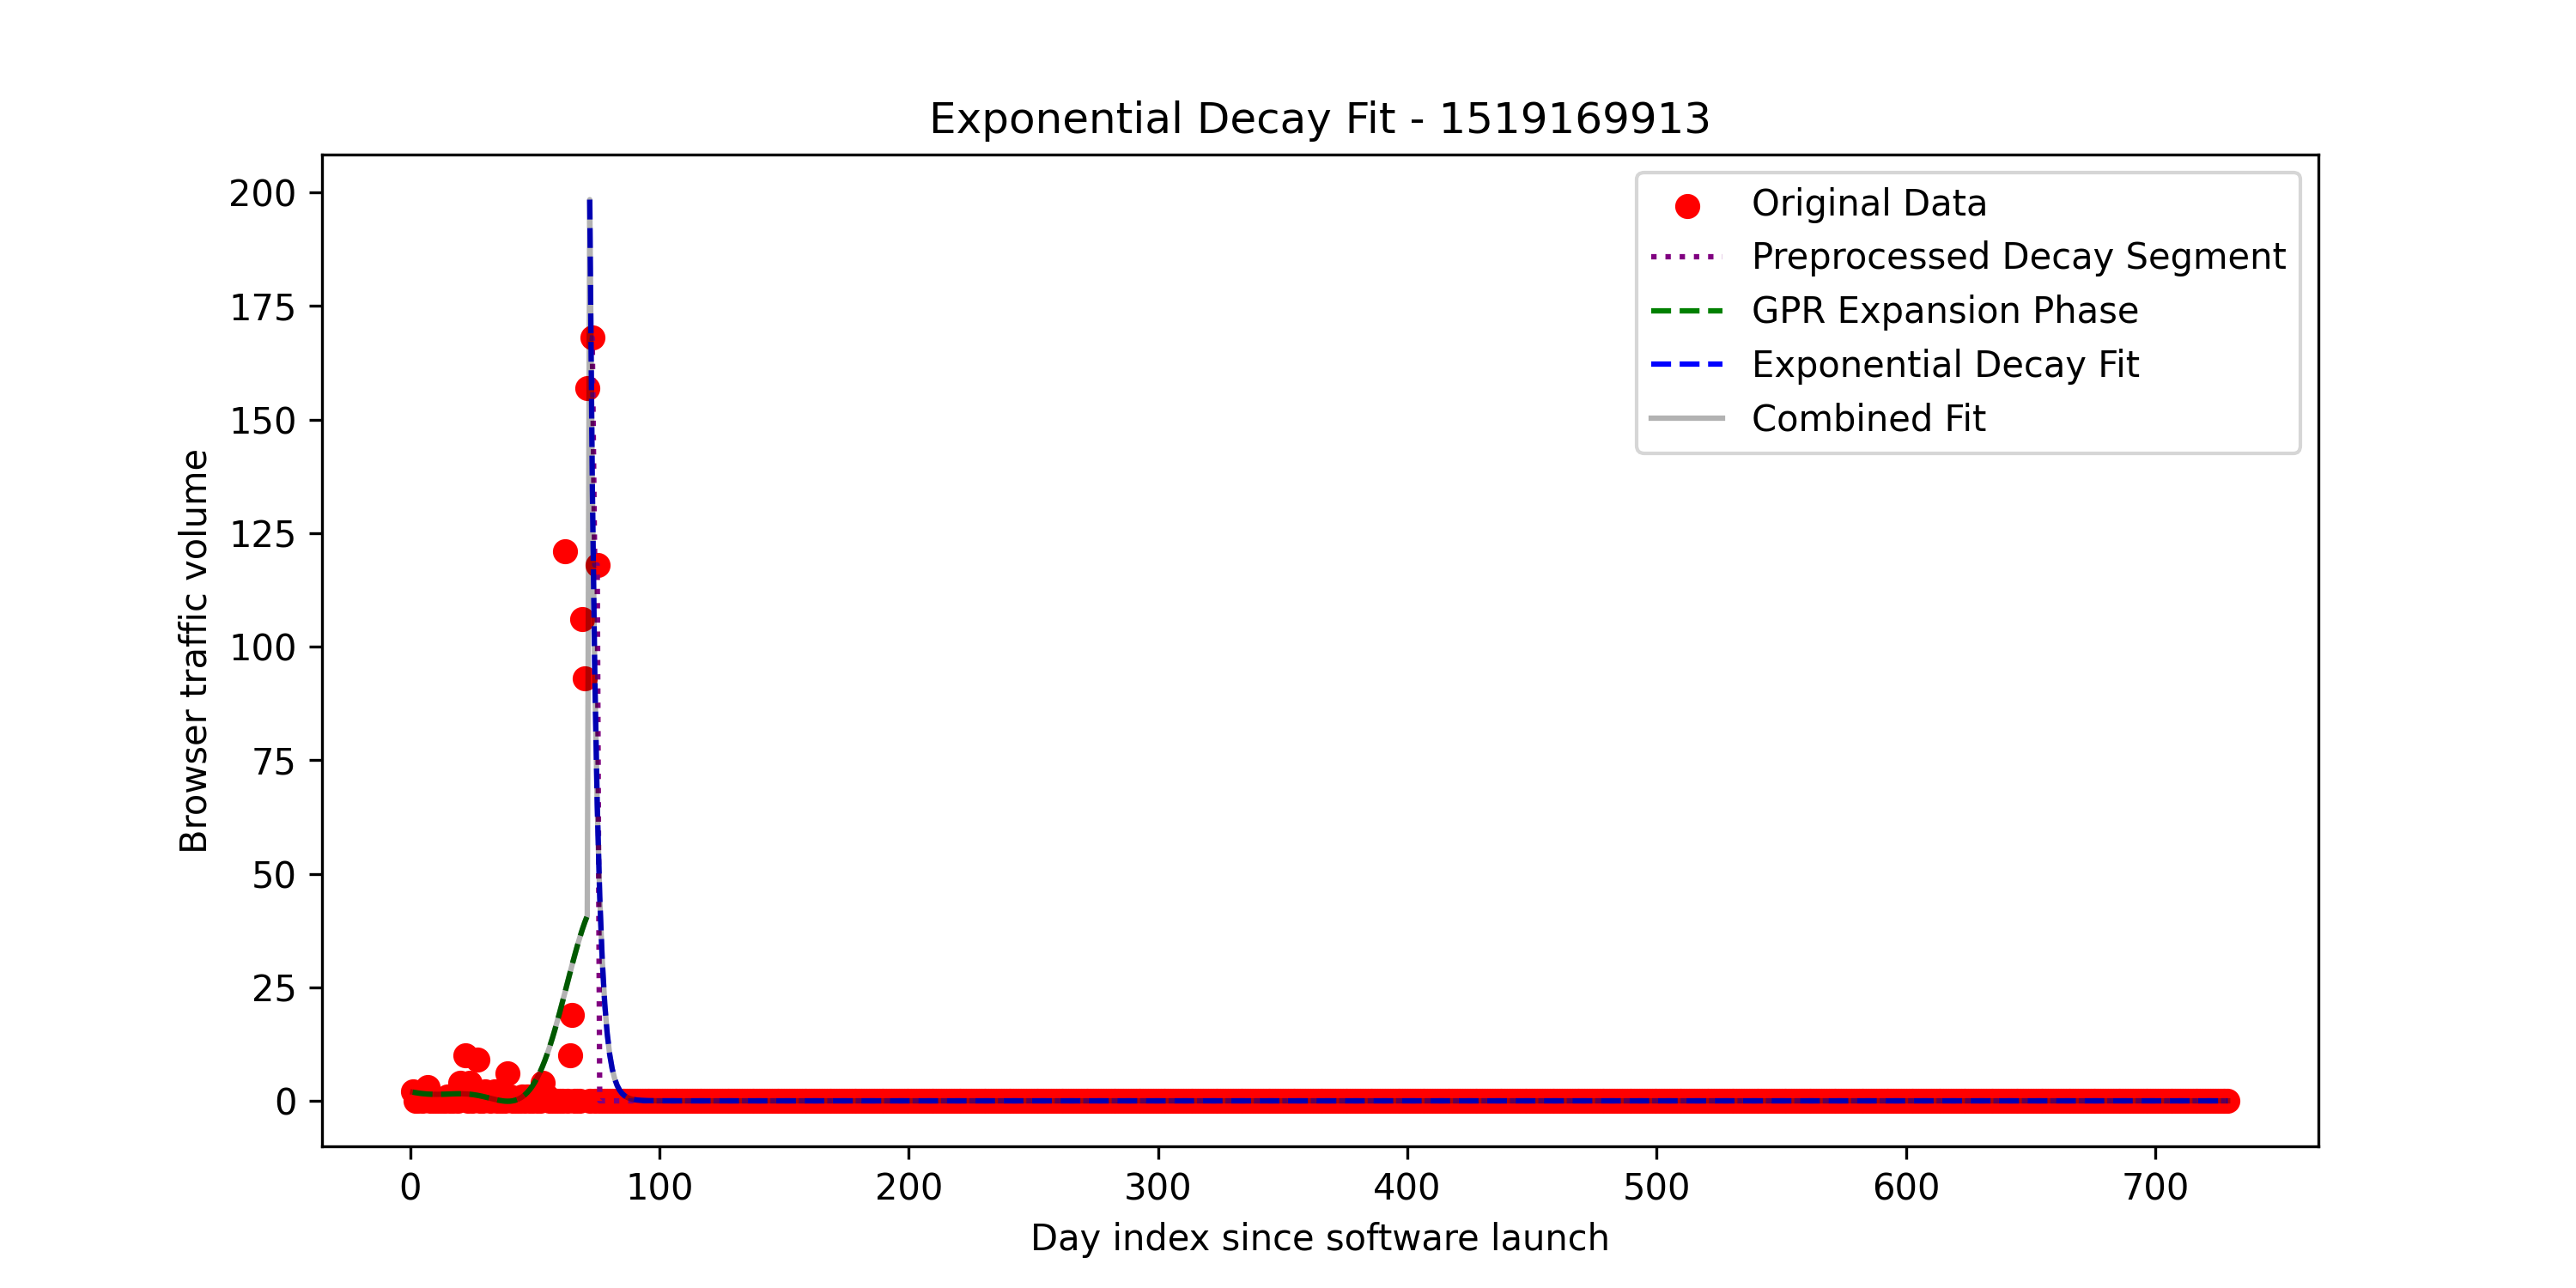 Exponential Decay Fit - 1519169913
Original Data
Preprocessed Decay Segment
GPR Expansion Phase
Exponential Decay Fit
Combined Fit
Browser traffic volume
200
175
150
125
100
75
50
25
0
0 100 200 300 400 500 600 700
Day index since software launch